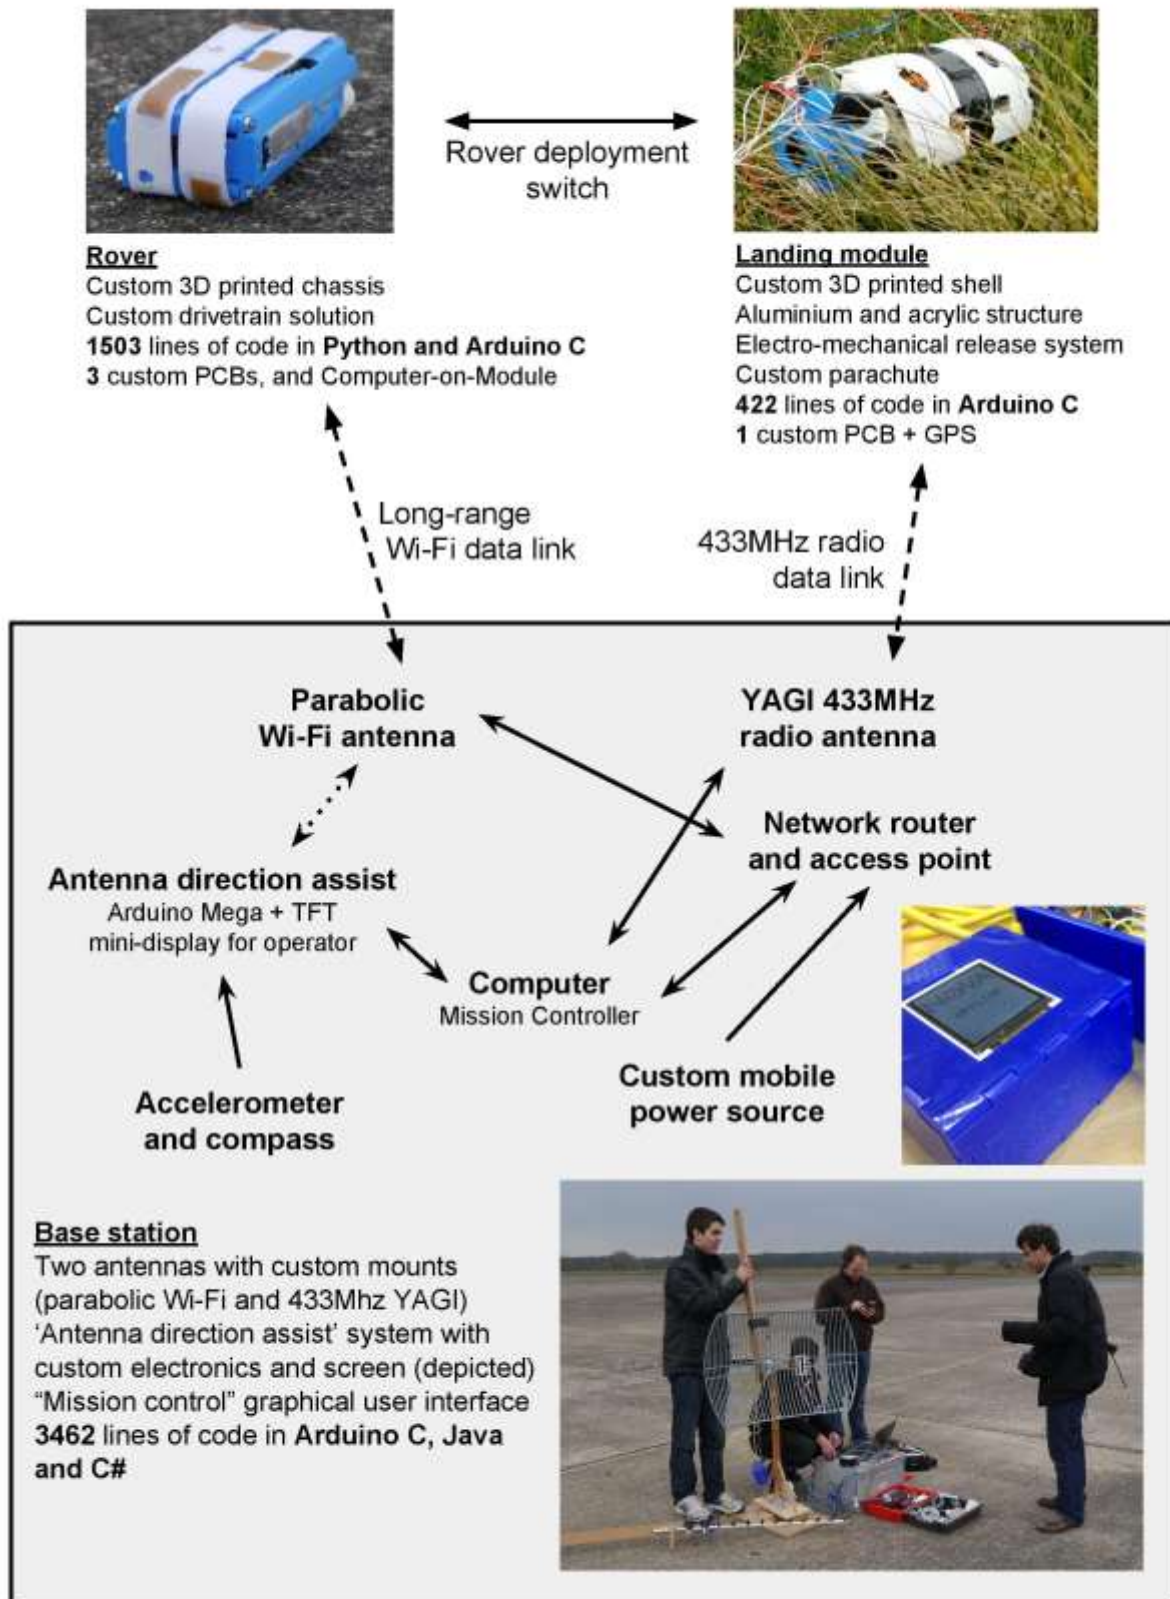 Rover deployment
switch
Rover
Custom 3D printed chassis
Custom drivetrain solution
1503 lines of code in Python and Arduino C
3 custom PCBs, and Computer-on-Module
Landing module
Custom 3D printed shell
Aluminium and acrylic structure
Electro-mechanical release system
Custom parachute
422 lines of code in Arduino C
1 custom PCB + GPS
Long-range
Wi-Fi data link
433MHz radio
data link
Parabolic
Wi-Fi antenna
YAGI 433MHz
radio antenna
Network router
and access point
Antenna direction assist
Arduino Mega + TFT
mini-display for operator
Computer
Mission Controller
Accelerometer
and compass
Custom mobile
power source
Base station
Two antennas with custom mounts
(parabolic Wi-Fi and 433Mhz YAGI)
‘Antenna direction assist’ system with
custom electronics and screen (depicted)
“Mission control” graphical user interface
3462 lines of code in Arduino C, Java
and C#